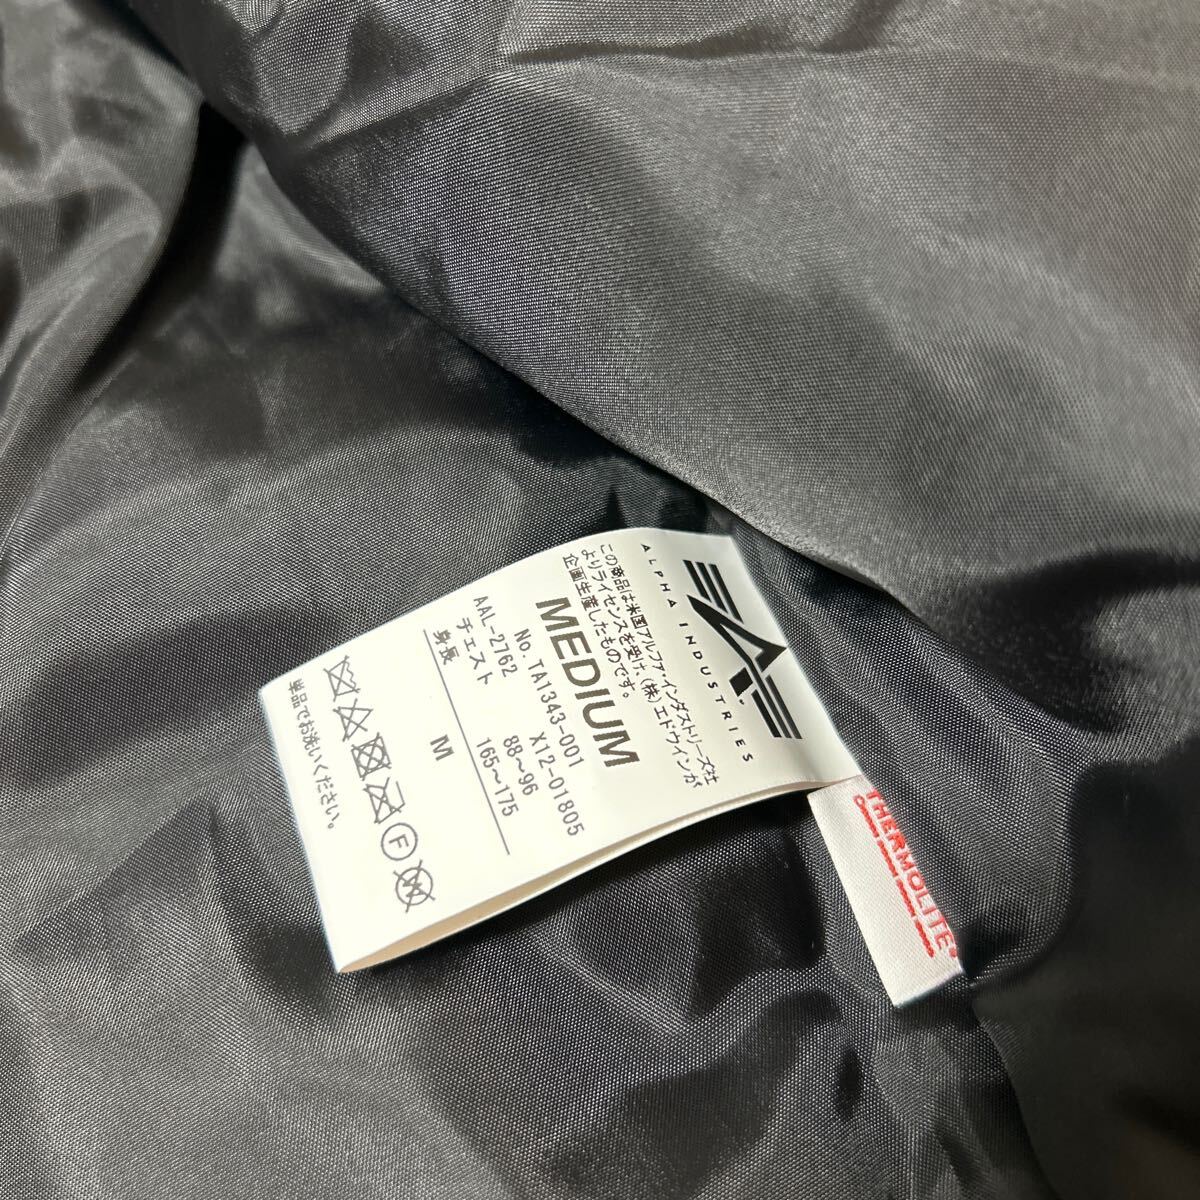 ALPHA INDUSTRIES
この商品は米国アルファ・インダストリーズ社
よりライセンスを受け、(株)エドウインが
企画生産したものです。
MEDIUM
No. TA1343-001 X12-01805
AAL-2762
チェスト 88~96
身長 165~175
M
F
W
単品でお洗いください。
THERMOLITE